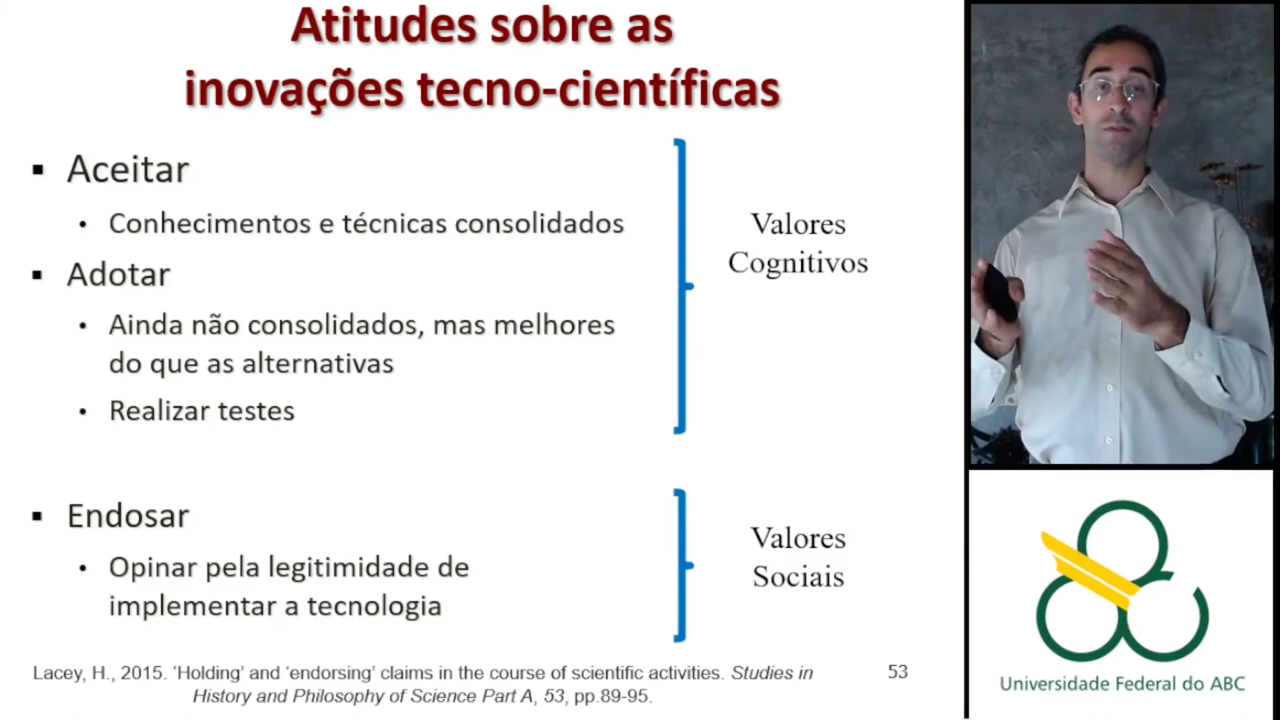 Atitudes sobre as
inovações tecno-científicas
▪ Aceitar
• Conhecimentos e técnicas consolidados
▪ Adotar
• Ainda não consolidados, mas melhores
do que as alternativas
• Realizar testes
Valores
Cognitivos
▪ Endosar
• Opinar pela legitimidade de
implementar a tecnologia
Valores
Sociais
Lacey, H., 2015. ‘Holding’ and ‘endorsing’ claims in the course of scientific activities. Studies in
History and Philosophy of Science Part A, 53, pp.89-95.
53
Universidade Federal do ABC